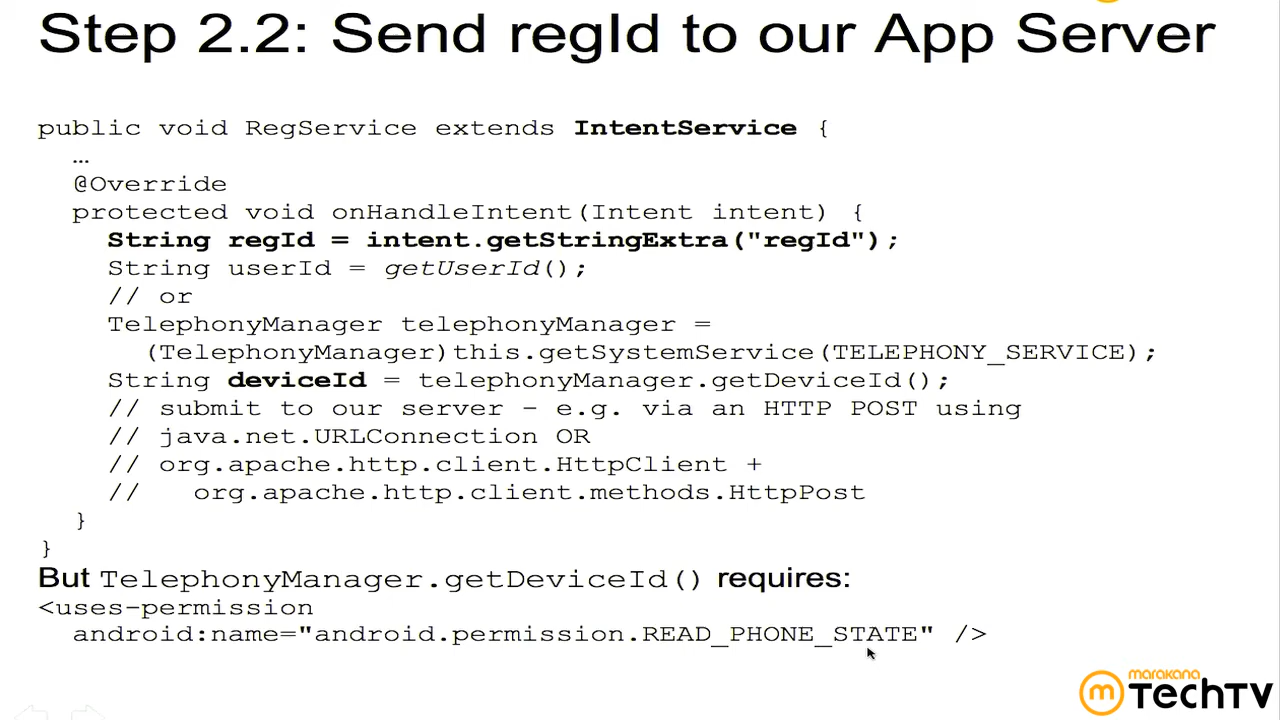 Step 2.2: Send regId to our App Server
public void RegService extends IntentService {
…
@Override
protected void onHandleIntent(Intent intent) {
String regId = intent.getStringExtra("regId");
String userId = getUserId();
// or
TelephonyManager telephonyManager =
(TelephonyManager)this.getSystemService(TELEPHONY_SERVICE);
String deviceId = telephonyManager.getDeviceId();
// submit to our server – e.g. via an HTTP POST using
// java.net.URLConnection OR
// org.apache.http.client.HttpClient +
// org.apache.http.client.methods.HttpPost
}
}
But TelephonyManager.getDeviceId() requires:
<uses-permission
android:name="android.permission.READ_PHONE_STATE" />
marakana
m TechTV